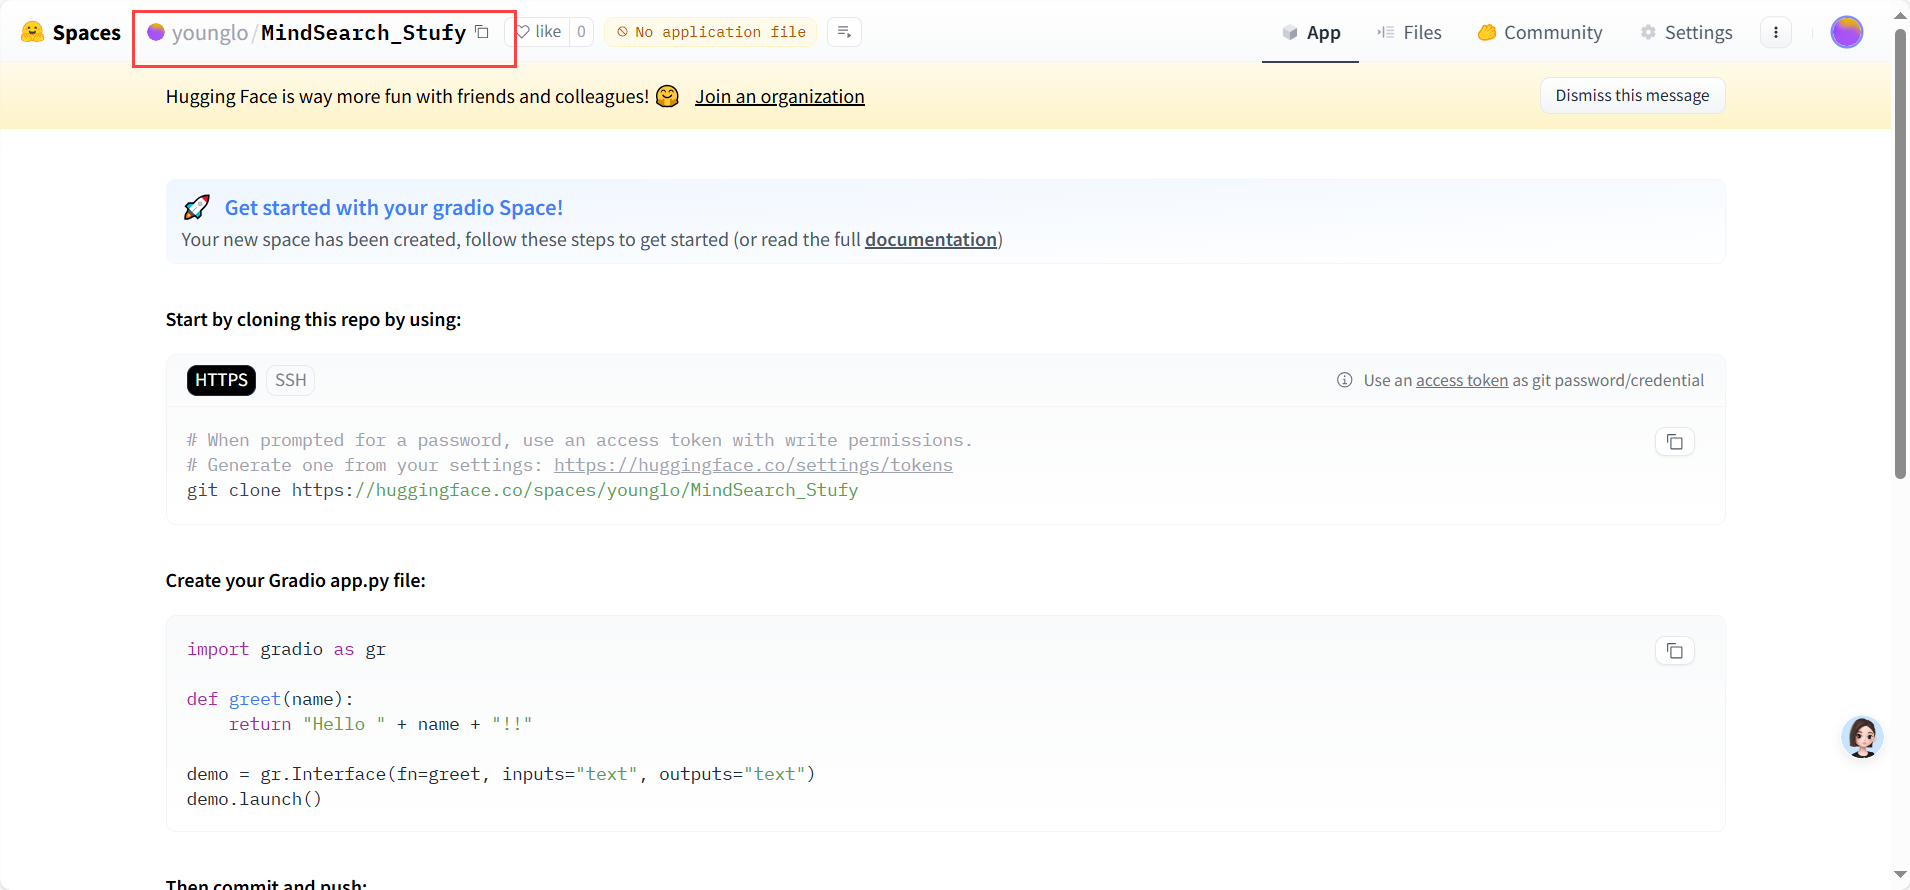 Spaces younglo/MindSearch_Stufy like 0 No application file App Files Community Settings
Hugging Face is way more fun with friends and colleagues! 🤗 Join an organization Dismiss this message
🚀 Get started with your gradio Space!
Your new space has been created, follow these steps to get started (or read the full documentation)
Start by cloning this repo by using:
HTTPS SSH Use an access token as git password/credential
# When prompted for a password, use an access token with write permissions.
# Generate one from your settings: https://huggingface.co/settings/tokens
git clone https://huggingface.co/spaces/younglo/MindSearch_Stufy
Create your Gradio app.py file:
import gradio as gr
def greet(name):
    return "Hello " + name + "!!"
demo = gr.Interface(fn=greet, inputs="text", outputs="text")
demo.launch()
Then commit and push: